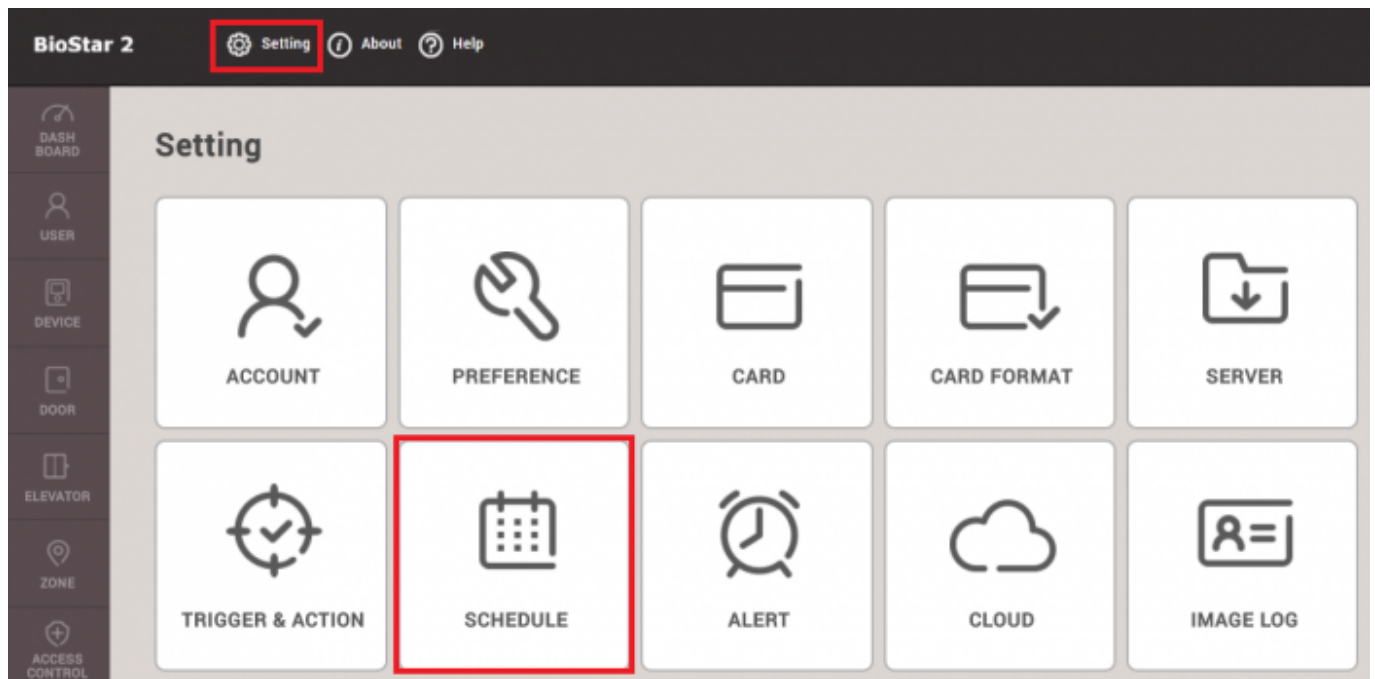 BioStar 2
Setting
About
Help
DASH
BOARD
USER
DEVICE
DOOR
ELEVATOR
ZONE
ACCESS
CONTROL
Setting
ACCOUNT
PREFERENCE
CARD
CARD FORMAT
SERVER
TRIGGER & ACTION
SCHEDULE
ALERT
CLOUD
IMAGE LOG